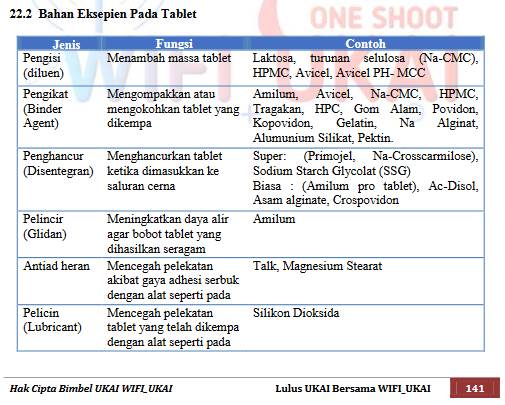 ONE SHOOT
WIFI UKAI
22.2 Bahan Eksepien Pada Tablet
Jenis Fungsi Contoh
Pengisi (diluen) Menambah massa tablet Laktosa, turunan selulosa (Na-CMC), HPMC, Avicel, Avicel PH- MCC
Pengikat (Binder Agent) Mengompakkan atau mengokohkan tablet yang dikempa Amilum, Avicel, Na-CMC, HPMC, Tragakan, HPC, Gom Alam, Povidon, Kopovidon, Gelatin, Na Alginat, Alumunium Silikat, Pektin.
Penghancur (Disentegran) Menghancurkan tablet ketika dimasukkan ke saluran cerna Super: (Primojel, Na-Crosscarmilose), Sodium Starch Glycolat (SSG)
Biasa : (Amilum pro tablet), Ac-Disol, Asam alginate, Crospovidon
Pelincir (Glidan) Meningkatkan daya alir agar bobot tablet yang dihasilkan seragam Amilum
Antiad heran Mencegah pelekatan akibat gaya adhesi serbuk dengan alat seperti pada Talk, Magnesium Stearat
Pelicin (Lubricant) Mencegah pelekatan tablet yang telah dikempa dengan alat seperti pada Silikon Dioksida
Hak Cipta Bimbel UKAI WIFI_UKAI Lulus UKAI Bersama WIFI_UKAI 141